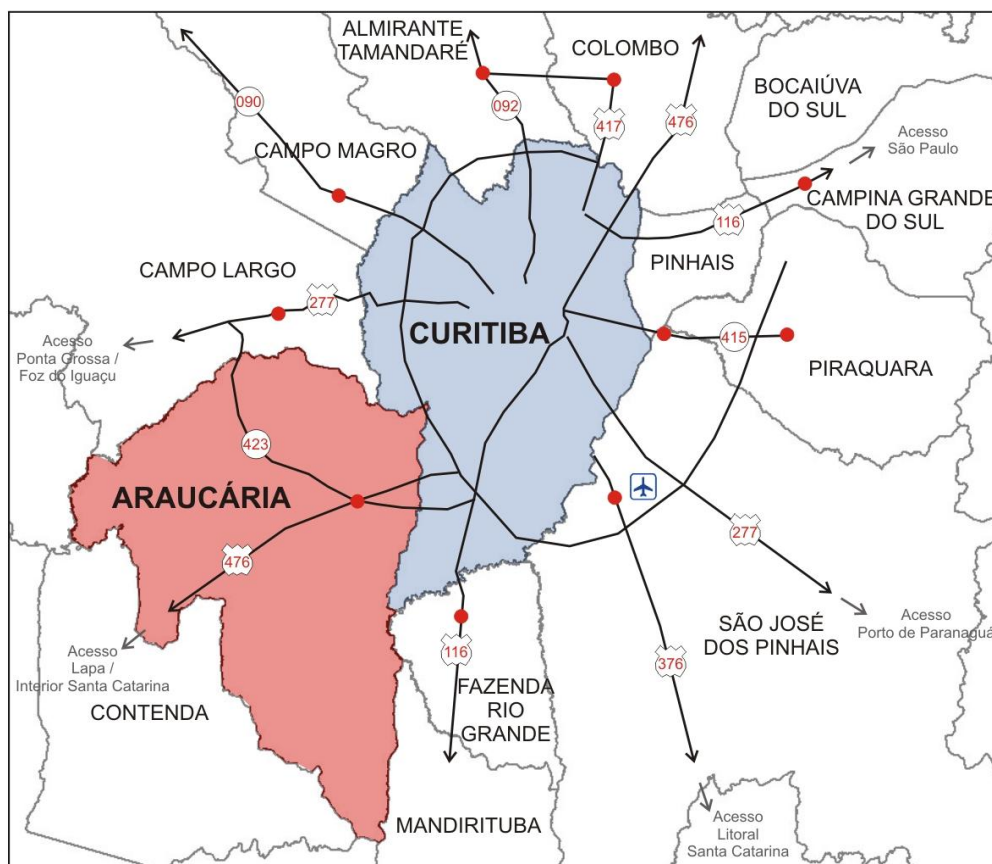 ALMIRANTE
TAMANDARÉ
COLOMBO
BOCAIÚVA
DO SUL
090
092
417
476
Acesso
São Paulo
CAMPO MAGRO
CAMPINA GRANDE
DO SUL
116
PINHAIS
CAMPO LARGO
277
CURITIBA
415
Acesso
Ponta Grossa /
Foz do Iguaçu
PIRAQUARA
423
ARAUCÁRIA
277
476
SÃO JOSÉ
DOS PINHAIS
Acesso
Porto de Paranaguá
Acesso
Lapa /
Interior Santa Catarina
116
376
CONTENDA
FAZENDA
RIO
GRANDE
MANDIRITUBA
Acesso
Litoral
Santa Catarina